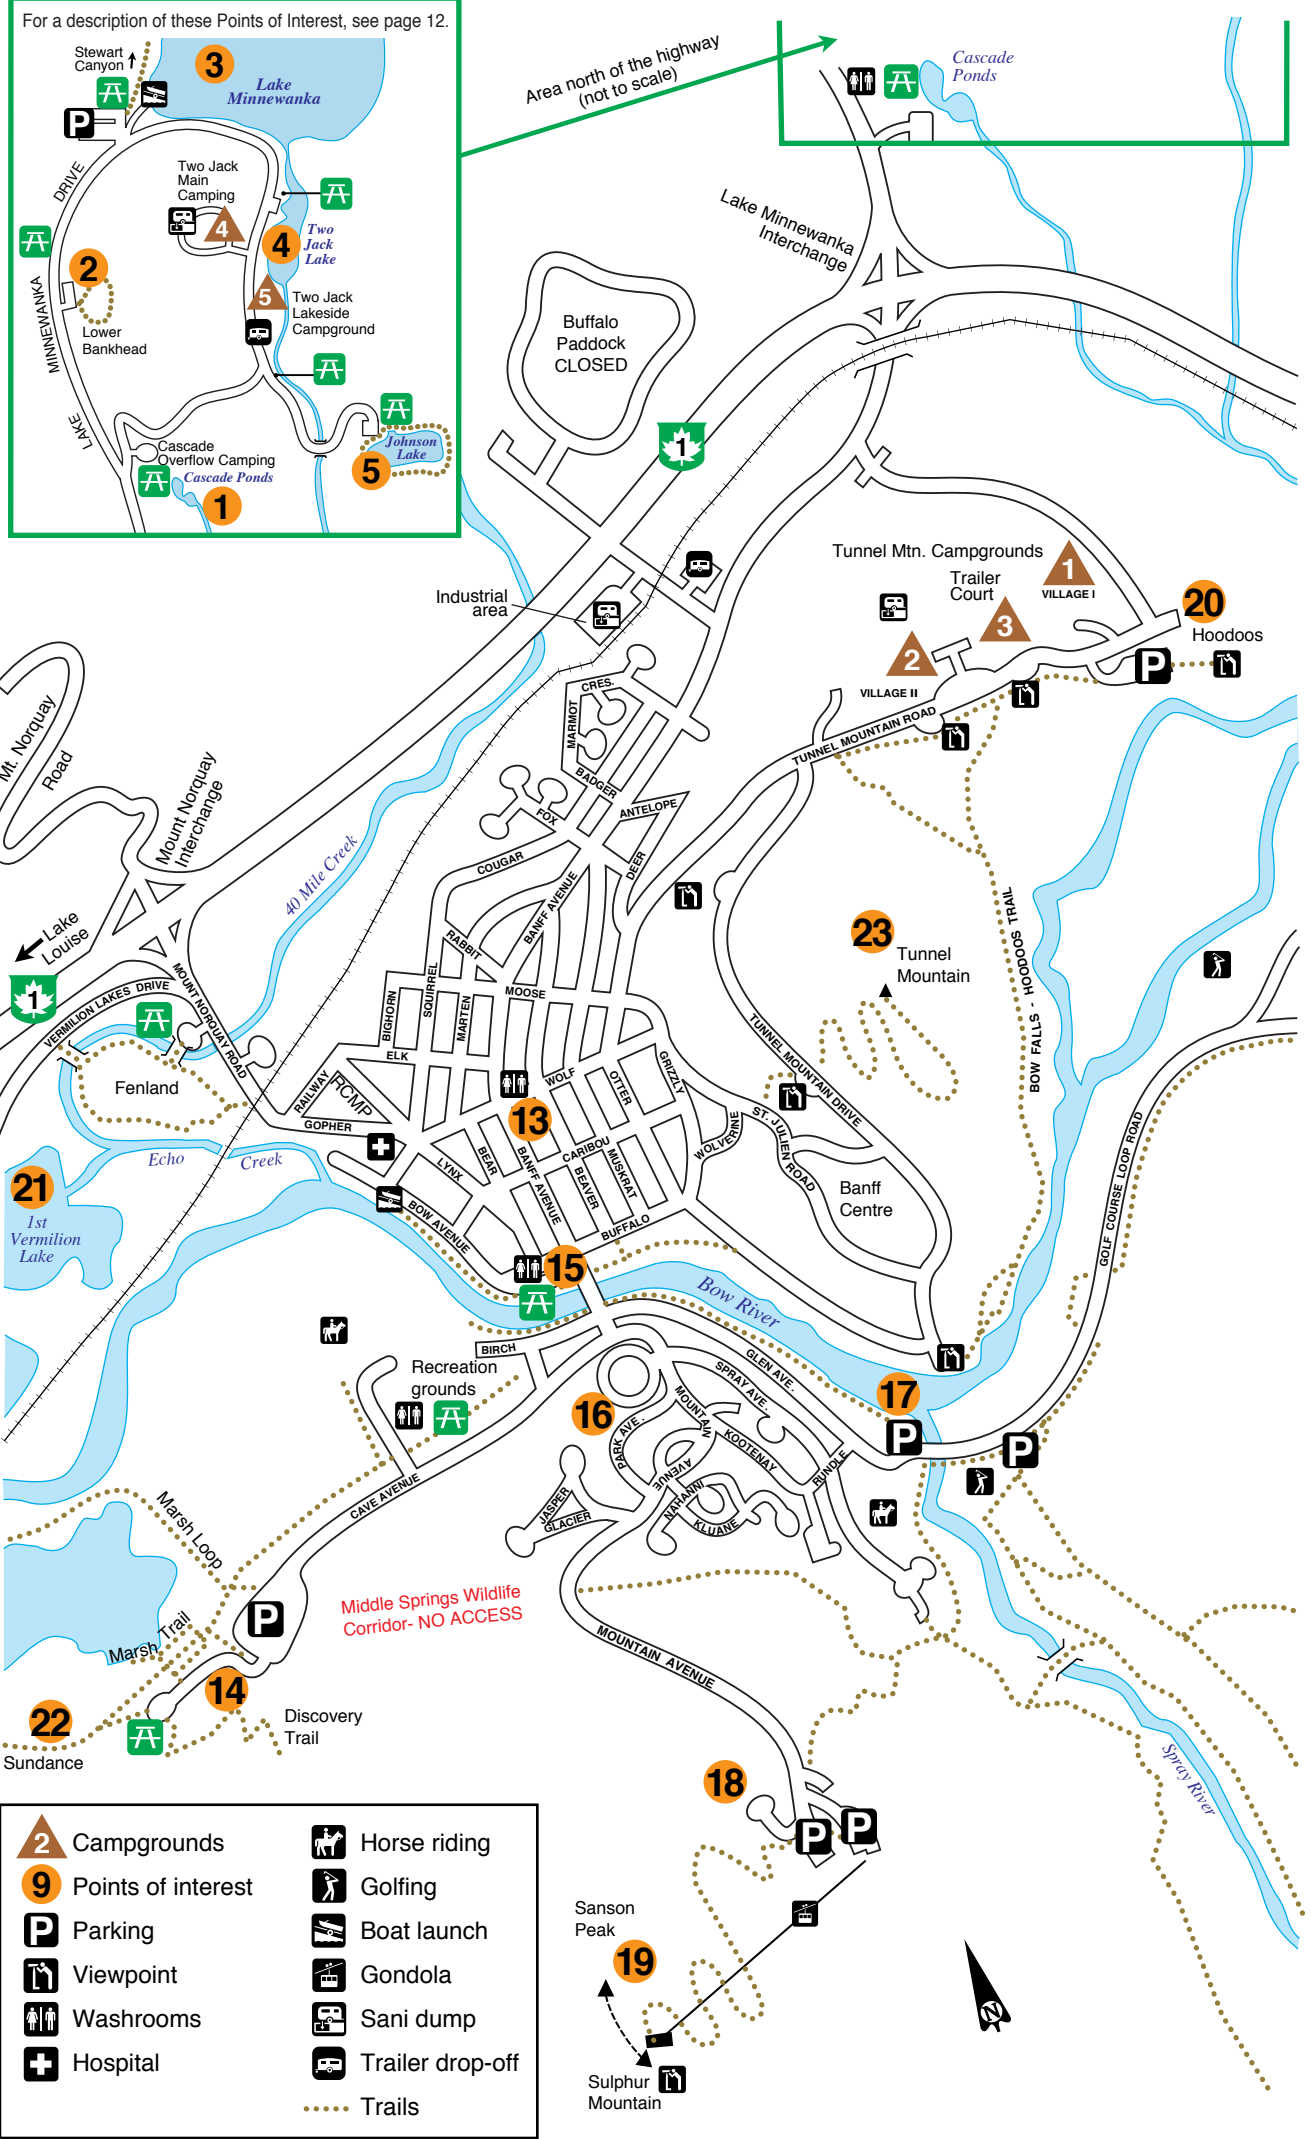 For a description of these Points of Interest, see page 12.
Stewart
Canyon
3
Lake
Minnewanka
P
DRIVE
Two Jack
Main
Camping
4
4
Two
Jack
Lake
2
MINNEWANKA
Lower
Bankhead
5
Two Jack
Lakeside
Campground
LAKE
Cascade
Overflow Camping
Cascade Ponds
1
Johnson
Lake
5
Area north of the highway
(not to scale)
Cascade
Ponds
Lake Minnewanka
Interchange
Buffalo
Paddock
CLOSED
1
Industrial
area
Tunnel Mtn. Campgrounds
1
VILLAGE I
Trailer
Court
3
2
VILLAGE II
20
Hoodoos
P
TUNNEL MOUNTAIN ROAD
Mt. Norquay
Road
Mount Norquay
Interchange
40 Mile Creek
Lake
Louise
1
CRES.
MARMOT
BADGER
ANTELOPE
FOX
COUGAR
DEER
BANFF AVENUE
RABBIT
MOOSE
SQUIRREL
BIGHORN
MARTEN
ELK
WOLF
OTTER
GRIZZLY
VERMILION LAKES DRIVE
MOUNT NORQUAY ROAD
Fenland
RAILWAY
RCMP
GOPHER
13
LYNX
BEAR
BANFF AVENUE
CARIBOU
BEAVER
MUSKRAT
WOLVERINE
ST. JULIEN ROAD
TUNNEL MOUNTAIN DRIVE
Banff
Centre
23
Tunnel
Mountain
BOW FALLS - HOODOOS TRAIL
GOLF COURSE LOOP ROAD
Echo
Creek
21
1st
Vermilion
Lake
BOW AVENUE
BUFFALO
15
Bow River
BIRCH
Recreation
grounds
16
GLEN AVE.
SPRAY AVE.
MOUNTAIN
AVENUE
PARK AVE.
KOOTENAY
RUNDLE
NAHANNI
KLUANE
JASPER
GLACIER
17
P
P
CAVE AVENUE
Marsh Loop
Marsh Trail
P
Middle Springs Wildlife
Corridor- NO ACCESS
MOUNTAIN AVENUE
14
22
Sundance
Discovery
Trail
Spray River
18
P
P
Sanson
Peak
19
Sulphur
Mountain
N
2
Campgrounds
9
Points of interest
P
Parking
Viewpoint
Washrooms
Hospital
Horse riding
Golfing
Boat launch
Gondola
Sani dump
Trailer drop-off
Trails